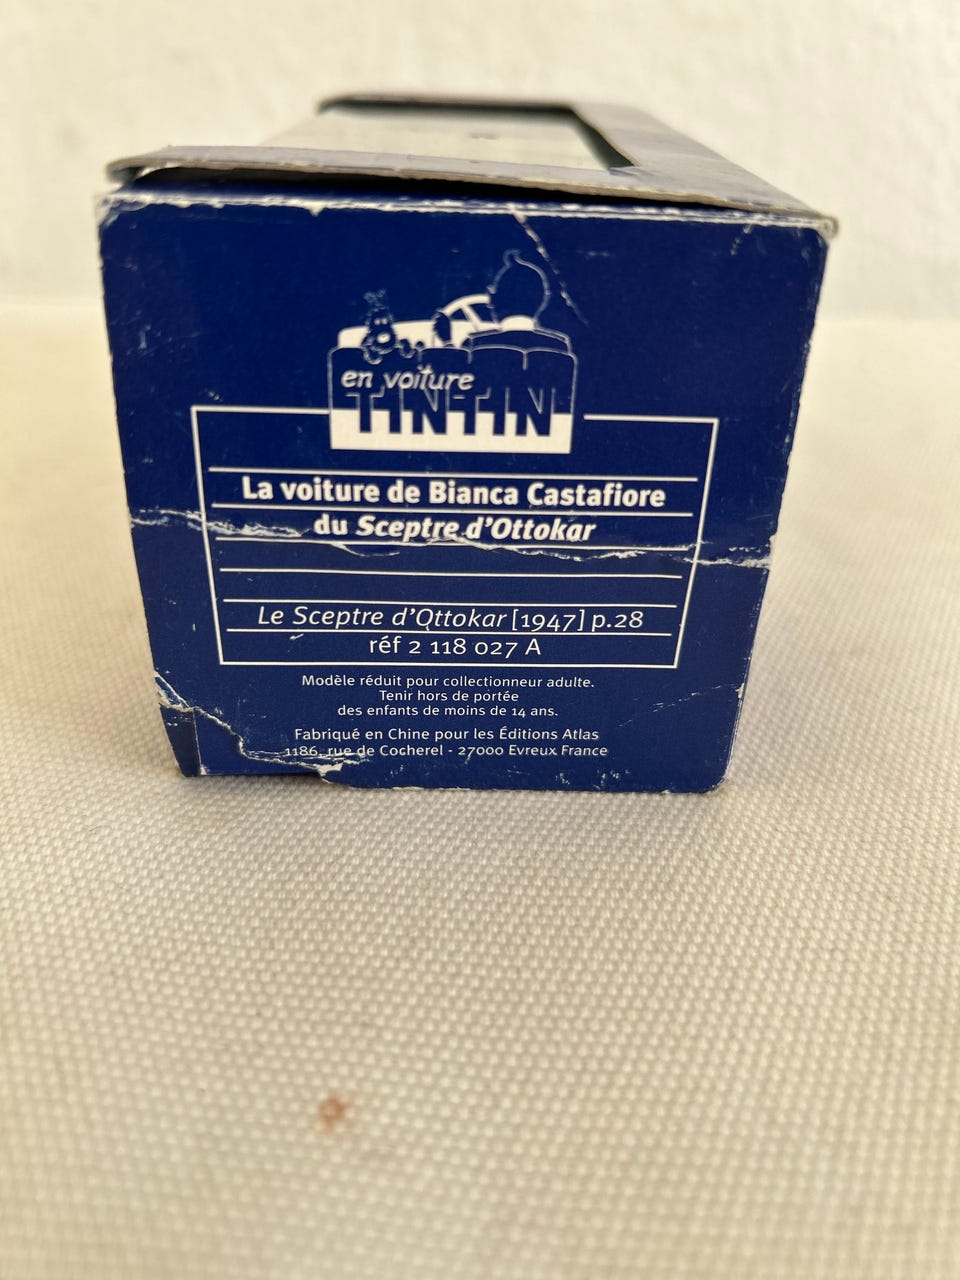 en voiture
TINTIN
La voiture de Bianca Castafiore
du Sceptre d'Ottokar
Le Sceptre d'Ottokar [1947] p.28
réf 2 118 027 A
Modèle réduit pour collectionneur adulte.
Tenir hors de portée
des enfants de moins de 14 ans.
Fabriqué en Chine pour les Éditions Atlas
1186, rue de Cocherel - 27000 Evreux France